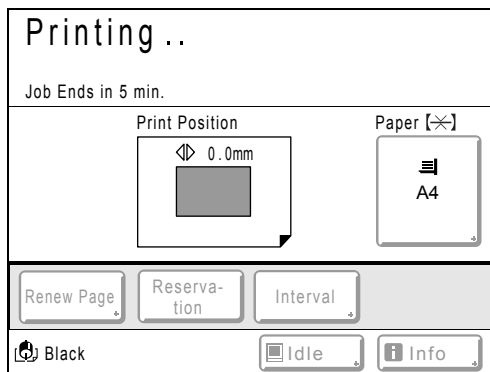 Printing ..
Job Ends in 5 min.
Print Position
Paper【⚹】
0.0mm
A4
Renew Page
Reserva-
tion
Interval
Black
Idle
Info